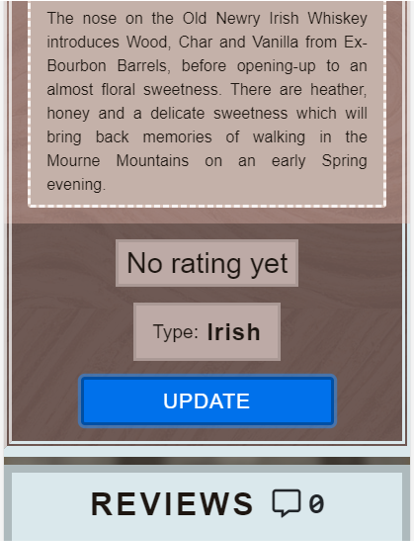 The nose on the Old Newry Irish Whiskey
introduces Wood, Char and Vanilla from Ex-
Bourbon Barrels, before opening-up to an
almost floral sweetness. There are heather,
honey and a delicate sweetness which will
bring back memories of walking in the
Mourne Mountains on an early Spring
evening.
No rating yet
Type: Irish
UPDATE
REVIEWS 0